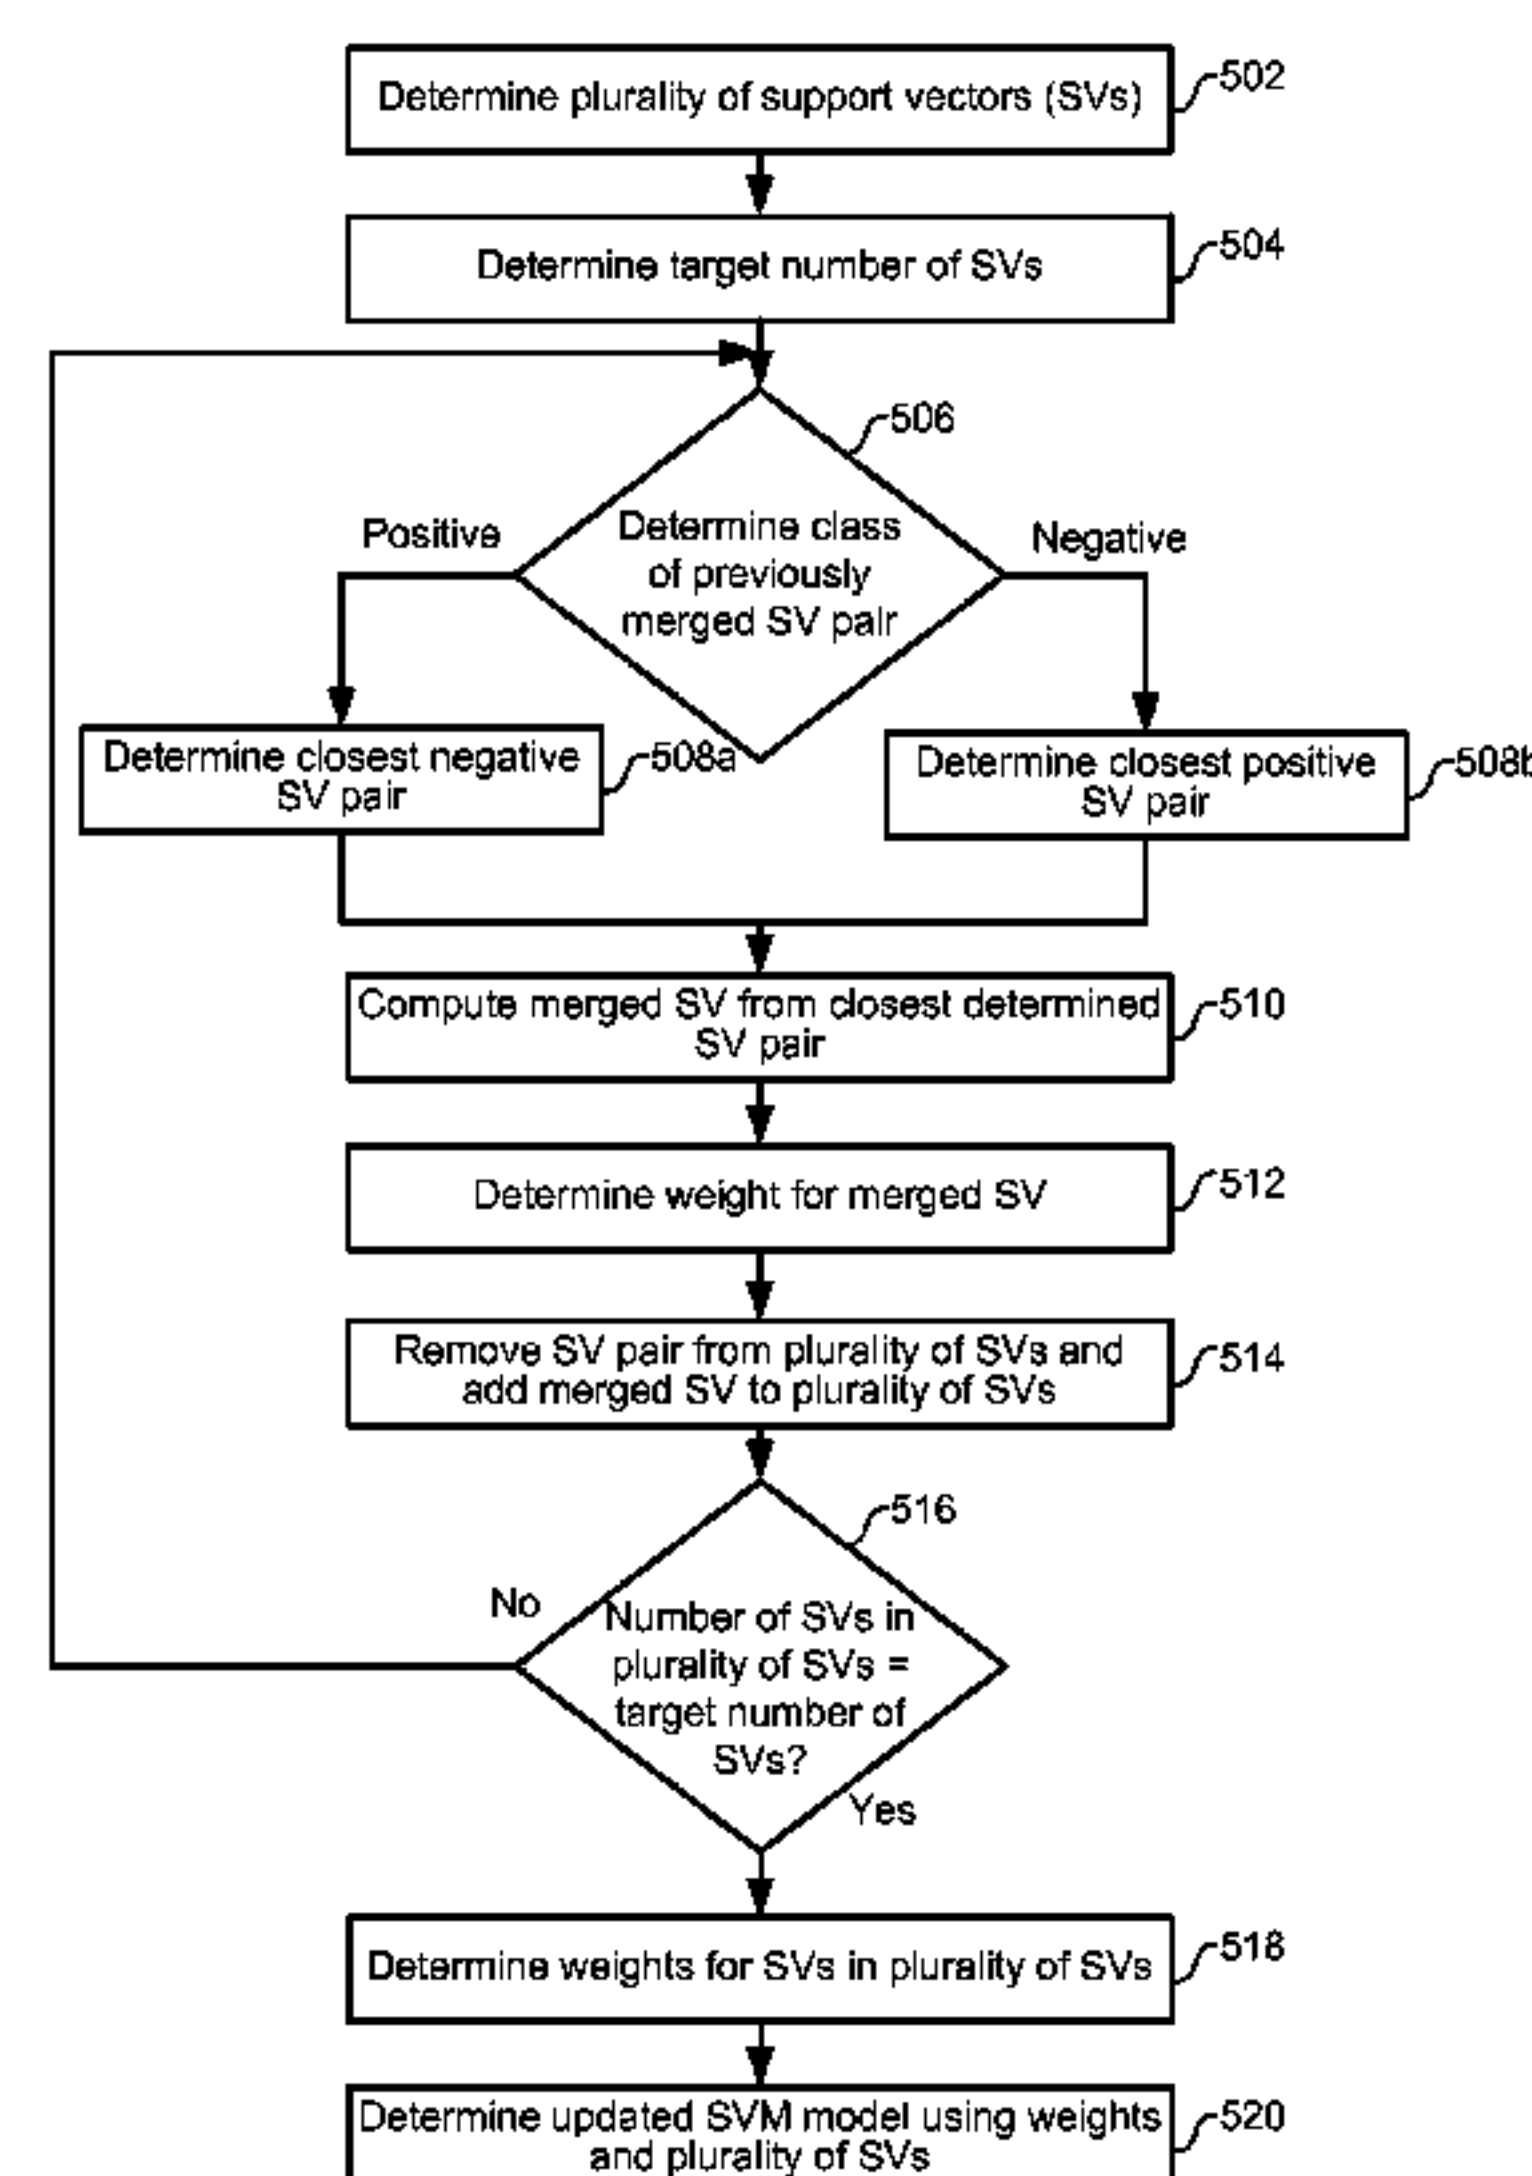 Determine plurality of support vectors (SVs)
502
Determine target number of SVs
504
506
Positive
Negative
Determine class
of previously
merged SV pair
Determine closest negative
SV pair
508a
Determine closest positive
SV pair
508b
Compute merged SV from closest determined
SV pair
510
Determine weight for merged SV
512
Remove SV pair from plurality of SVs and
add merged SV to plurality of SVs
514
516
No
Number of SVs in
plurality of SVs =
target number of
SVs?
Yes
Determine weights for SVs in plurality of SVs
518
Determine updated SVM model using weights
and plurality of SVs
520